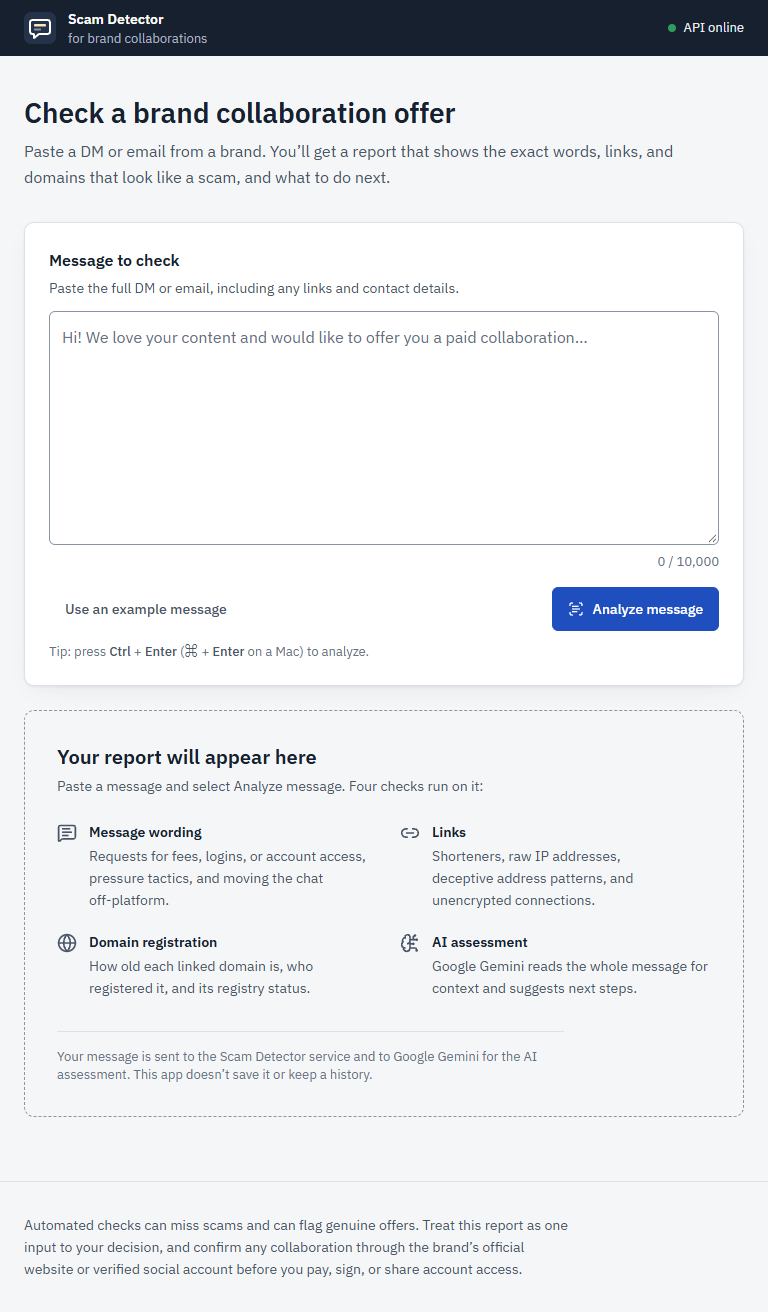 Scam Detector
for brand collaborations
API online
Check a brand collaboration offer
Paste a DM or email from a brand. You’ll get a report that shows the exact words, links, and
domains that look like a scam, and what to do next.
Message to check
Paste the full DM or email, including any links and contact details.
Hi! We love your content and would like to offer you a paid collaboration…
0 / 10,000
Use an example message
Analyze message
Tip: press Ctrl + Enter (⌘ + Enter on a Mac) to analyze.
Your report will appear here
Paste a message and select Analyze message. Four checks run on it:
Message wording
Requests for fees, logins, or account access,
pressure tactics, and moving the chat
off-platform.
Links
Shorteners, raw IP addresses,
deceptive address patterns, and
unencrypted connections.
Domain registration
How old each linked domain is, who
registered it, and its registry status.
AI assessment
Google Gemini reads the whole message for
context and suggests next steps.
Your message is sent to the Scam Detector service and to Google Gemini for the AI
assessment. This app doesn’t save it or keep a history.
Automated checks can miss scams and can flag genuine offers. Treat this report as one
input to your decision, and confirm any collaboration through the brand’s official
website or verified social account before you pay, sign, or share account access.